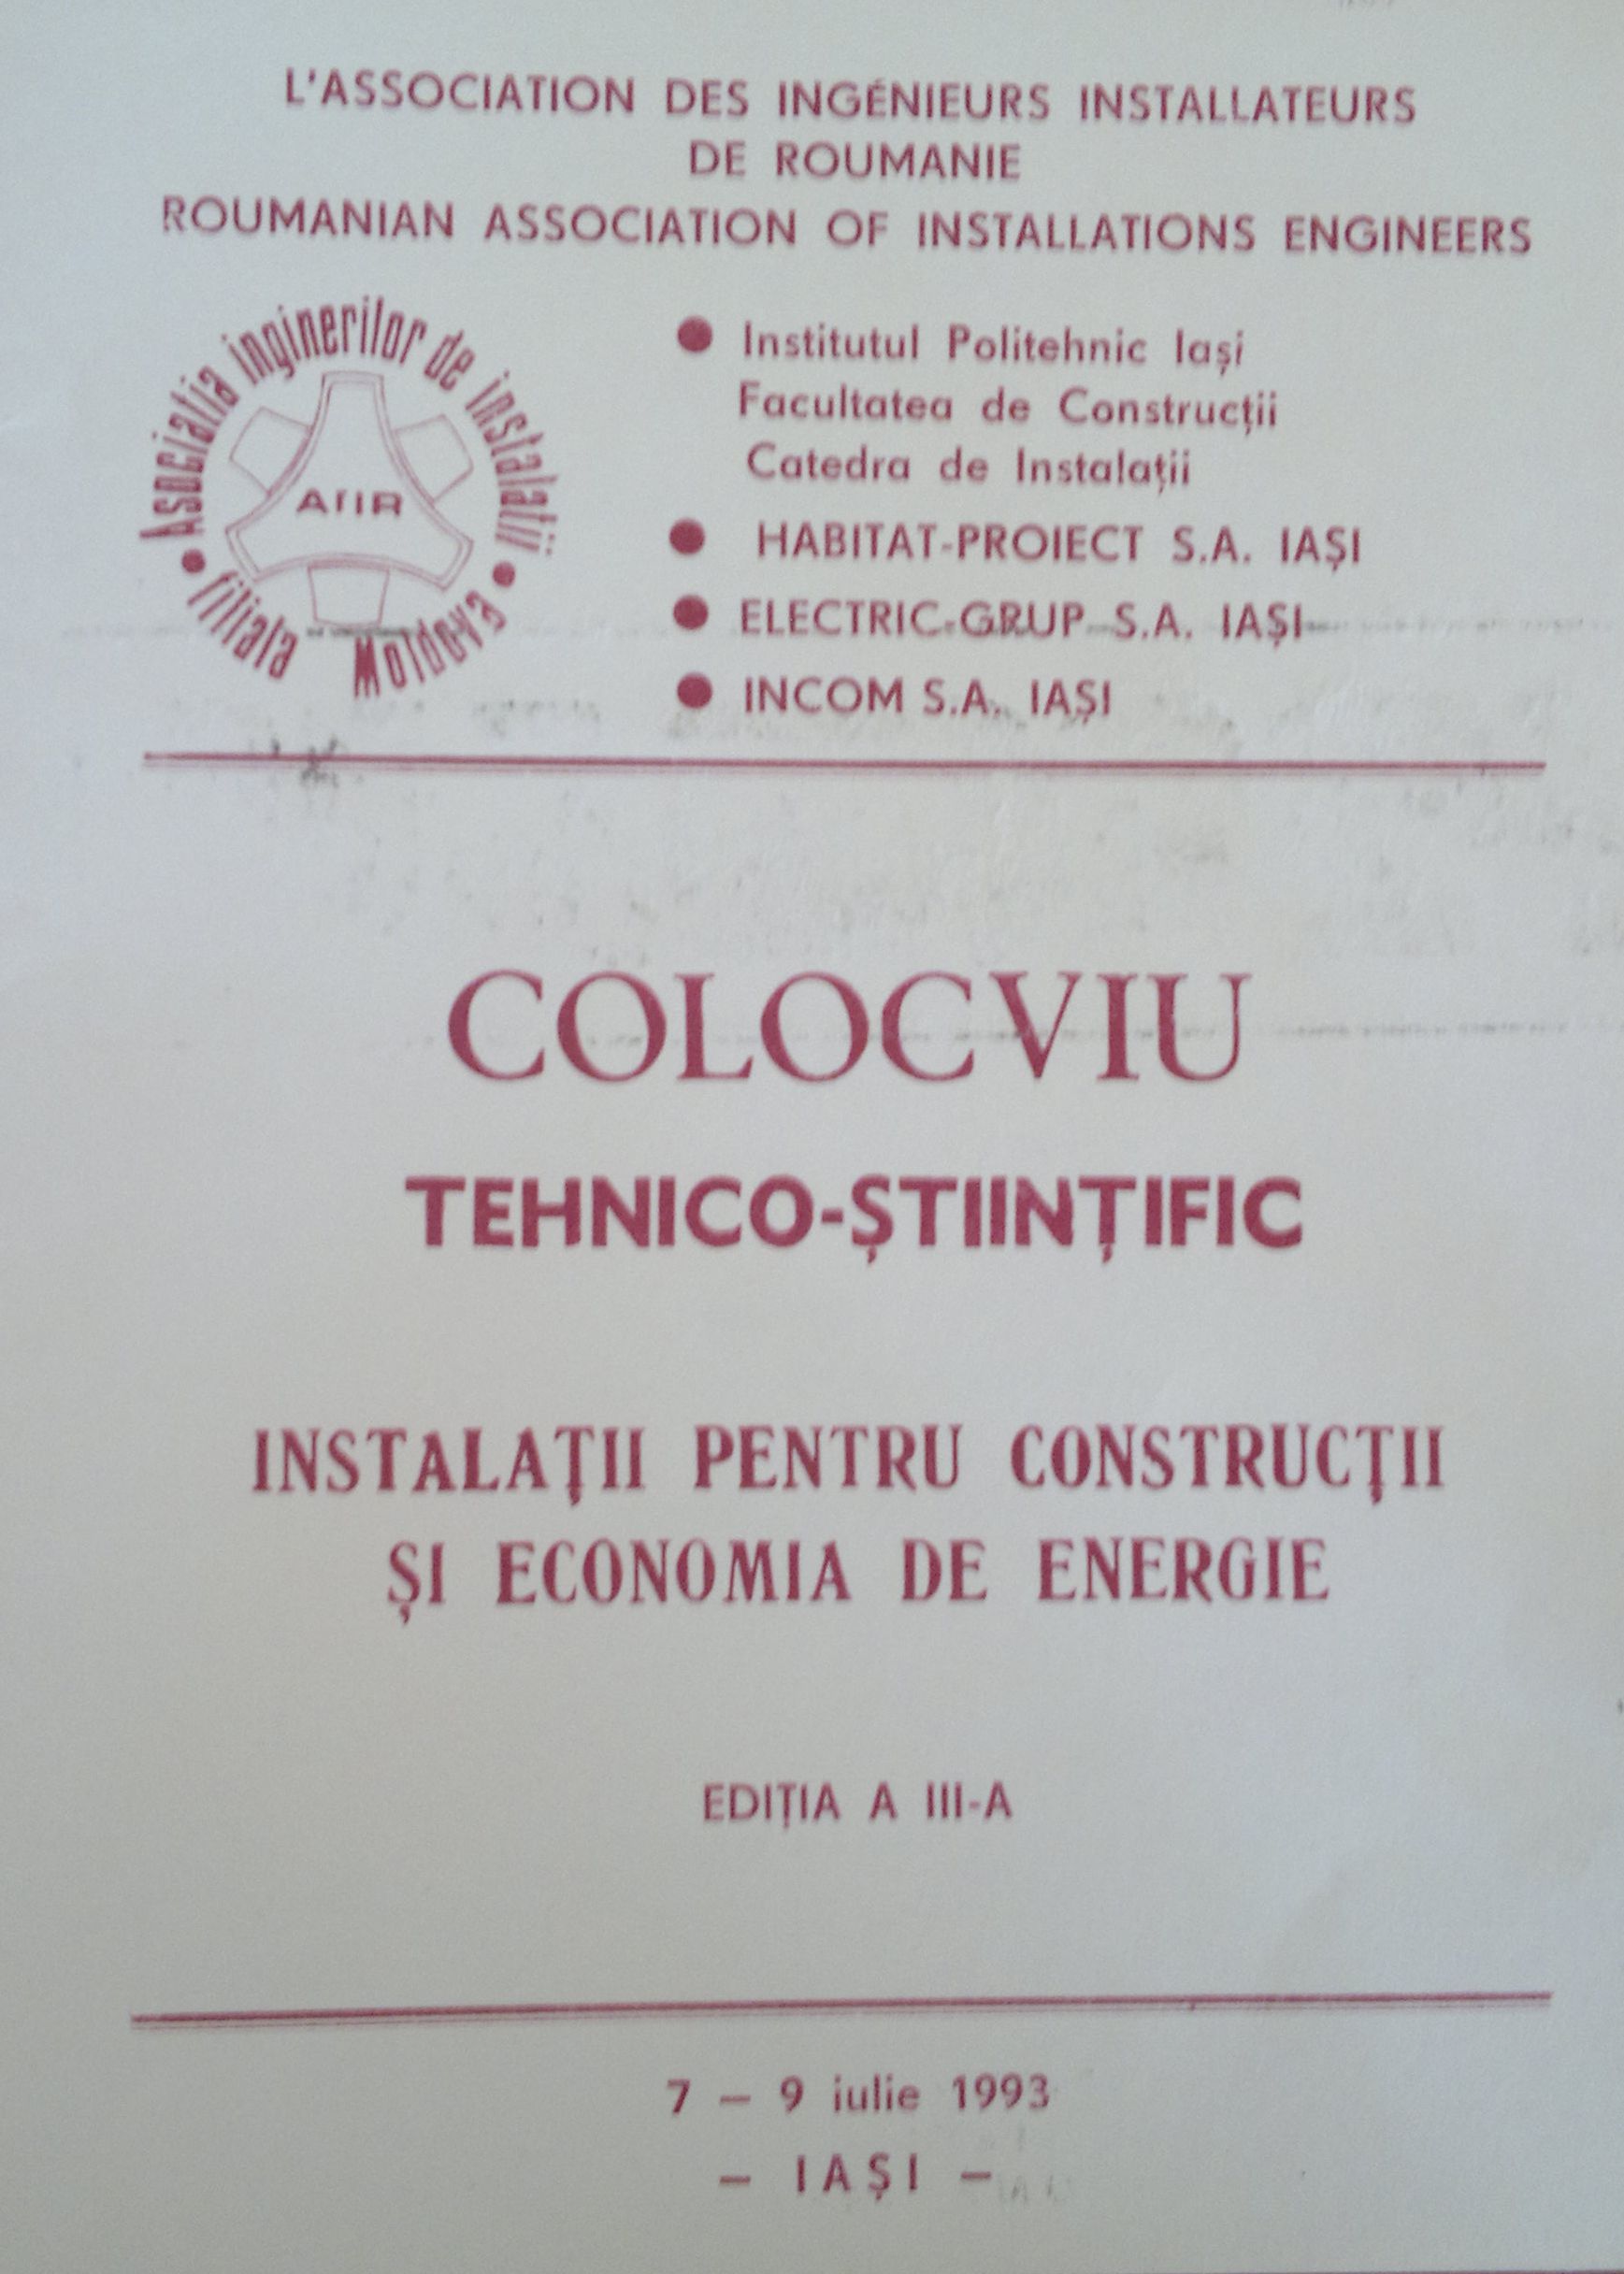 L'ASSOCIATION DES INGÉNIEURS INSTALLATEURS
DE ROUMANIE
ROUMANIAN ASSOCIATION OF INSTALLATIONS ENGINEERS
Asociatia inginerilor de instalatii
filiala Moldova
AIIR
• Institutul Politehnic Iași
Facultatea de Construcții
Catedra de Instalații
• HABITAT-PROIECT S.A. IAȘI
• ELECTRIC-GRUP S.A. IAȘI
• INCOM S.A. IAȘI
COLOCVIU
TEHNICO-ȘTIINȚIFIC
INSTALAȚII PENTRU CONSTRUCȚII
ȘI ECONOMIA DE ENERGIE
EDIȚIA A III-A
7 — 9 iulie 1993
— IAȘI —